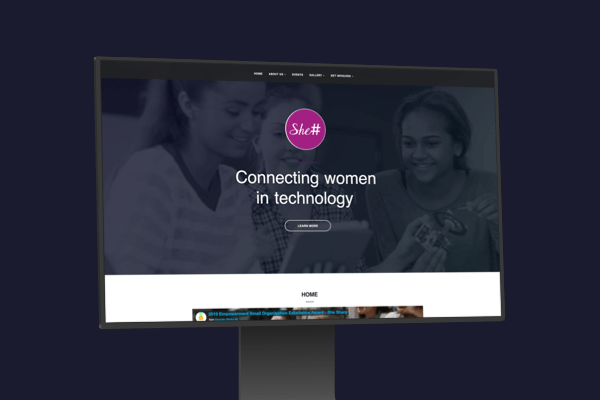 HOME ABOUT US EVENTS GALLERY GET INVOLVED
She#
Connecting women
in technology
LEARN MORE
HOME
2019 Empowerment Small Organization Excellence Award - She Sharp